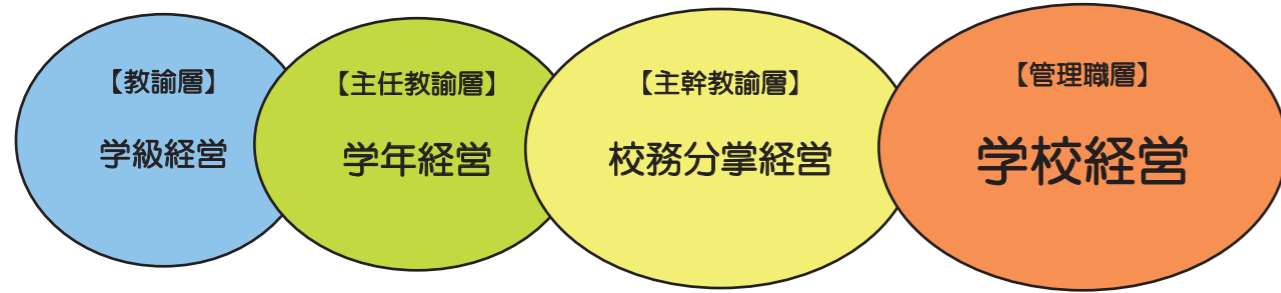 【教諭層】
学級経営
【主任教諭層】
学年経営
【主幹教諭層】
校務分掌経営
【管理職層】
学校経営